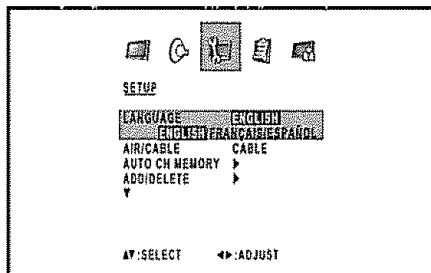 SETUP
LANGUAGE ENGLISH
ENGLISH/FRANÇAIS/ESPAÑOL
AIR/CABLE CABLE
AUTO CH MEMORY ▶
ADD/DELETE ▶
▼
▲▼:SELECT ◀▶:ADJUST